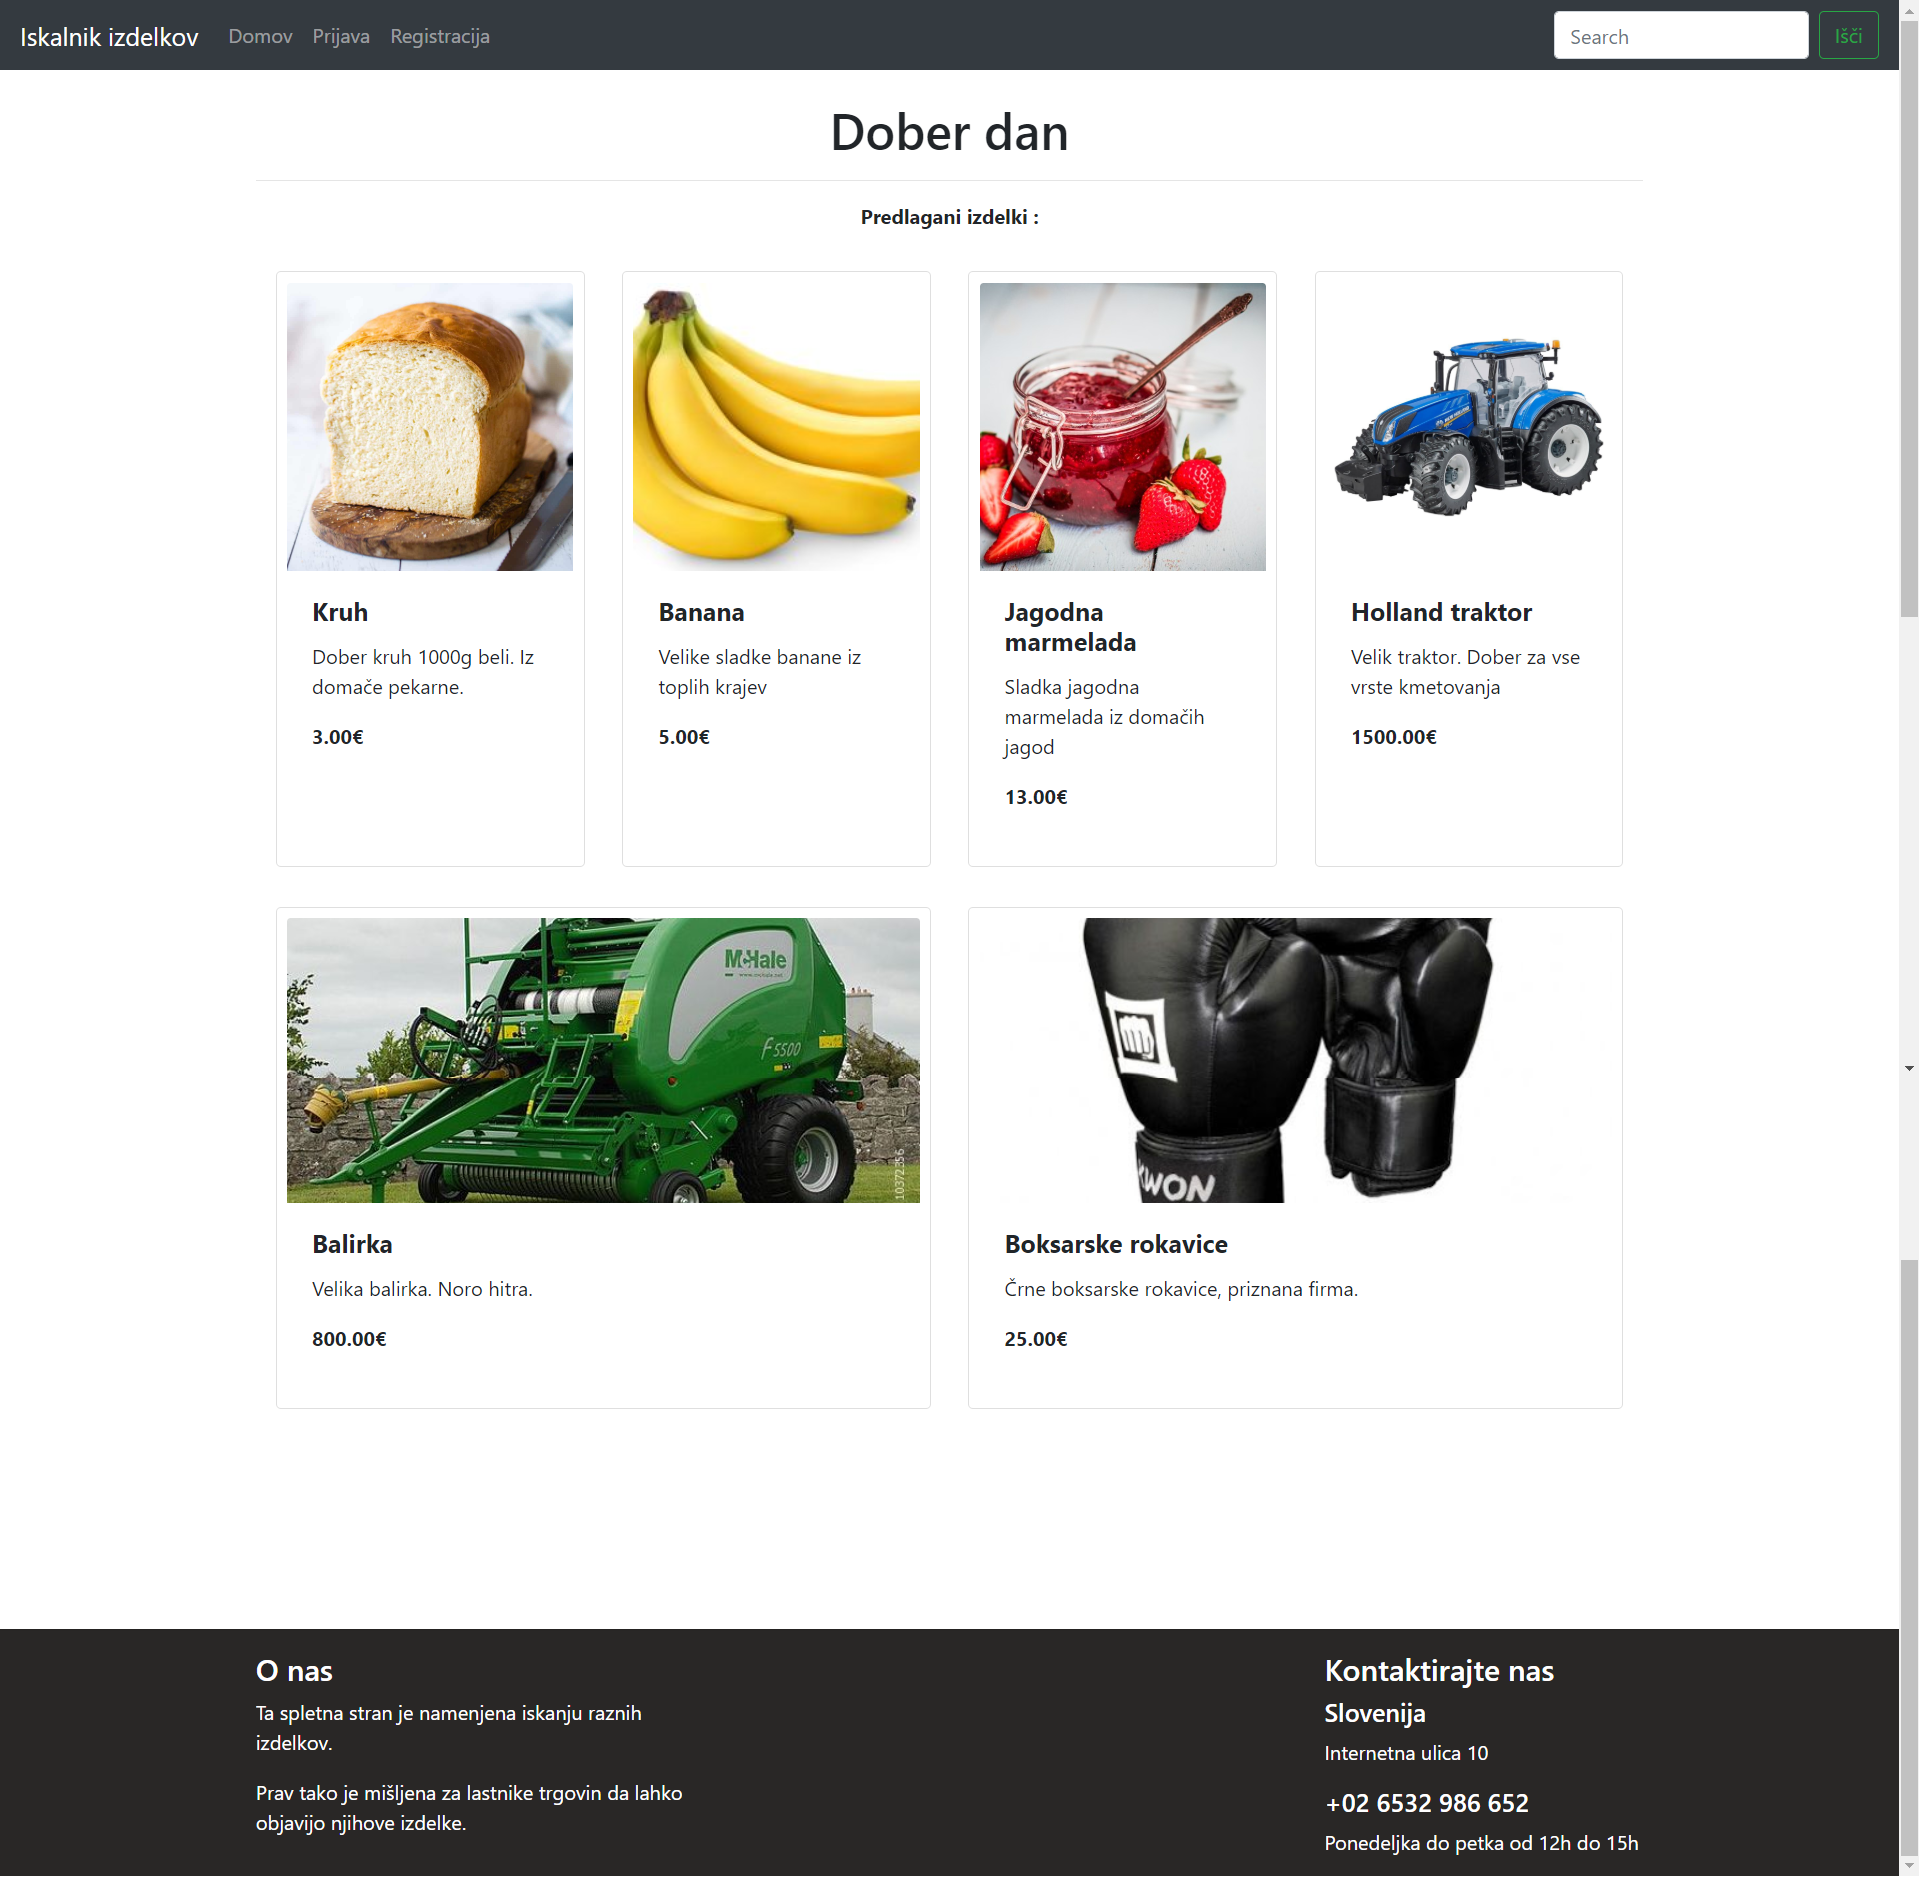 Iskalnik izdelkov Domov Prijava Registracija Search Išči
Dober dan
Predlagani izdelki :
Kruh
Dober kruh 1000g beli. Iz
domače pekarne.
3.00€
Banana
Velike sladke banane iz
toplih krajev
5.00€
Jagodna
marmelada
Sladka jagodna
marmelada iz domačih
jagod
13.00€
Holland traktor
Velik traktor. Dober za vse
vrste kmetovanja
1500.00€
McHale
F5500
10372356
Balirka
Velika balirka. Noro hitra.
800.00€
KWON
Boksarske rokavice
Črne boksarske rokavice, priznana firma.
25.00€
O nas
Ta spletna stran je namenjena iskanju raznih
izdelkov.
Prav tako je mišljena za lastnike trgovin da lahko
objavijo njihove izdelke.
Kontaktirajte nas
Slovenija
Internetna ulica 10
+02 6532 986 652
Ponedeljka do petka od 12h do 15h